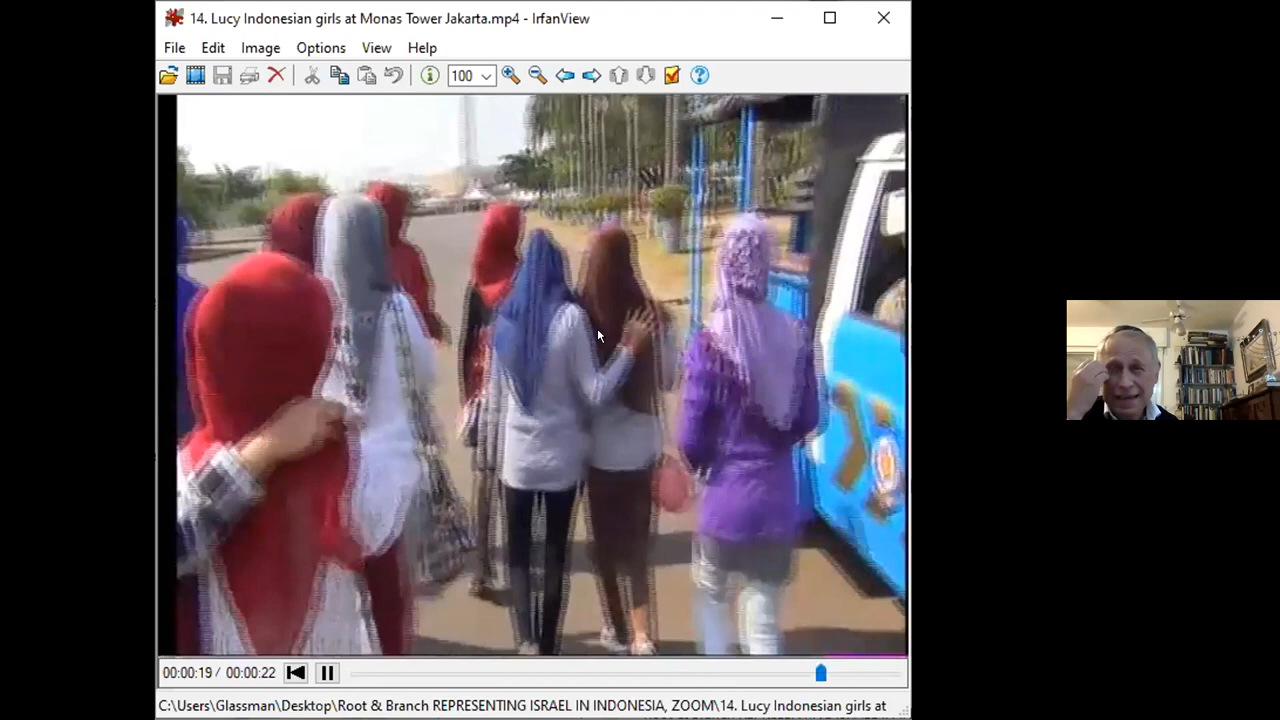 14. Lucy Indonesian girls at Monas Tower Jakarta.mp4 - IrfanView
File Edit Image Options View Help
100
00:00:19 / 00:00:22
C:\Users\Glassman\Desktop\Root & Branch REPRESENTING ISRAEL IN INDONESIA, ZOOM\14. Lucy Indonesian girls at